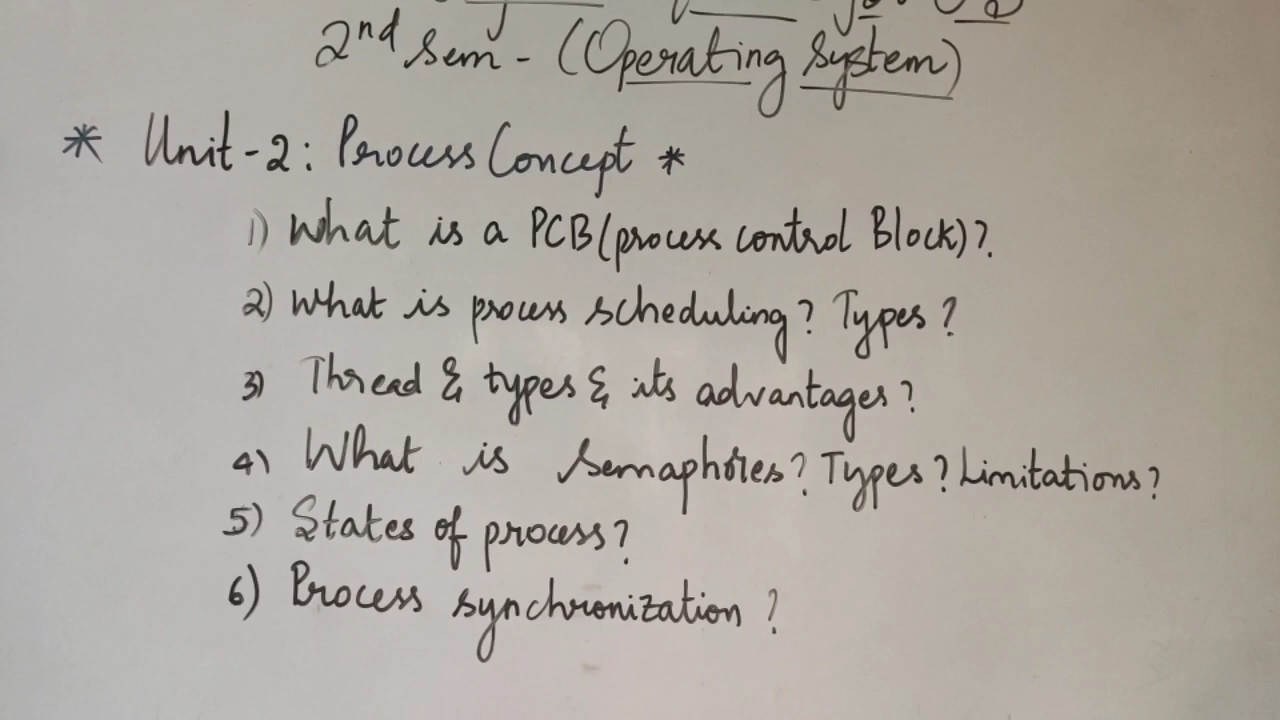 2nd sem - (Operating system)
* Unit-2: Process Concept *
1) What is a PCB(process control Block)?
2) What is process scheduling? Types?
3) Thread & types & its advantages?
4) What is Semaphores? Types? Limitations?
5) States of process?
6) Process synchronization?